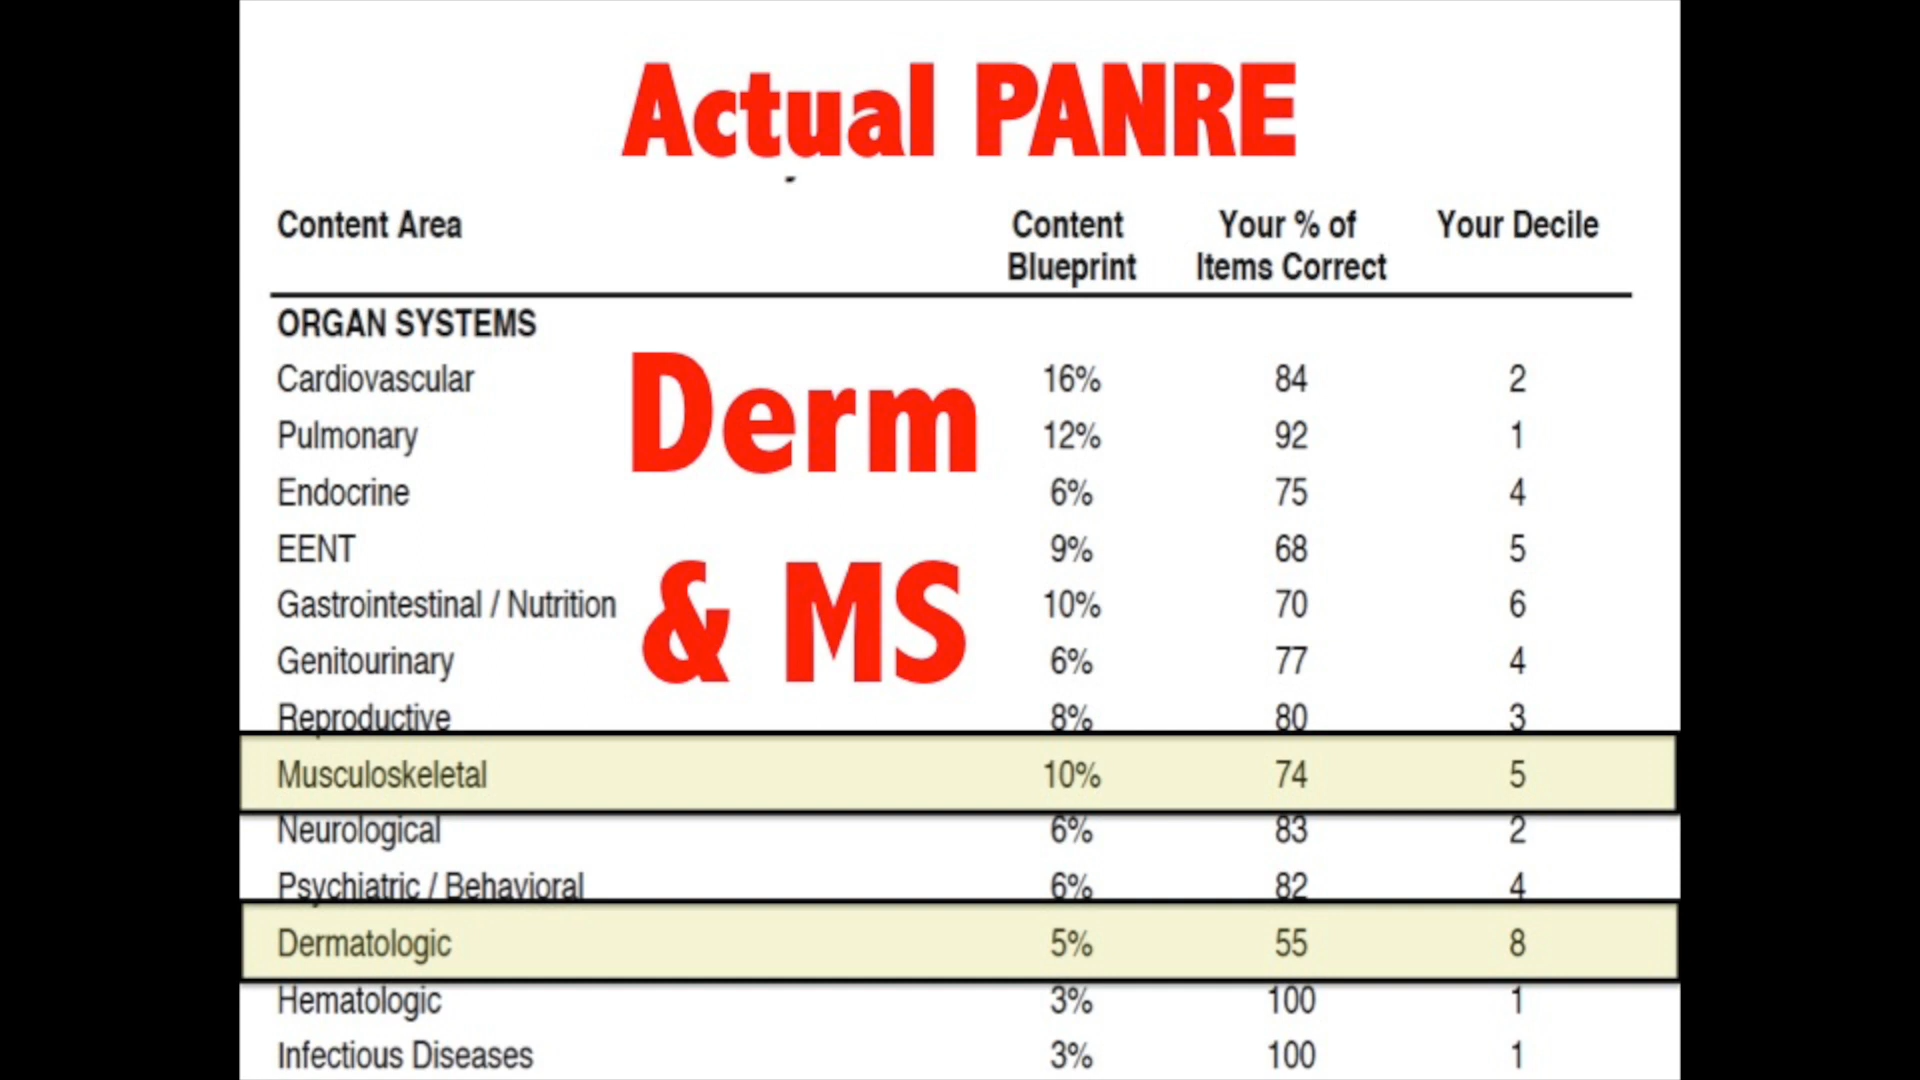 Actual PANRE
Content Area Content Blueprint Your % of Items Correct Your Decile
ORGAN SYSTEMS
Derm
Cardiovascular 16% 84 2
Pulmonary 12% 92 1
Endocrine 6% 75 4
EENT 9% 68 5
& MS
Gastrointestinal / Nutrition 10% 70 6
Genitourinary 6% 77 4
Reproductive 8% 80 3
Musculoskeletal 10% 74 5
Neurological 6% 83 2
Psychiatric / Behavioral 6% 82 4
Dermatologic 5% 55 8
Hematologic 3% 100 1
Infectious Diseases 3% 100 1